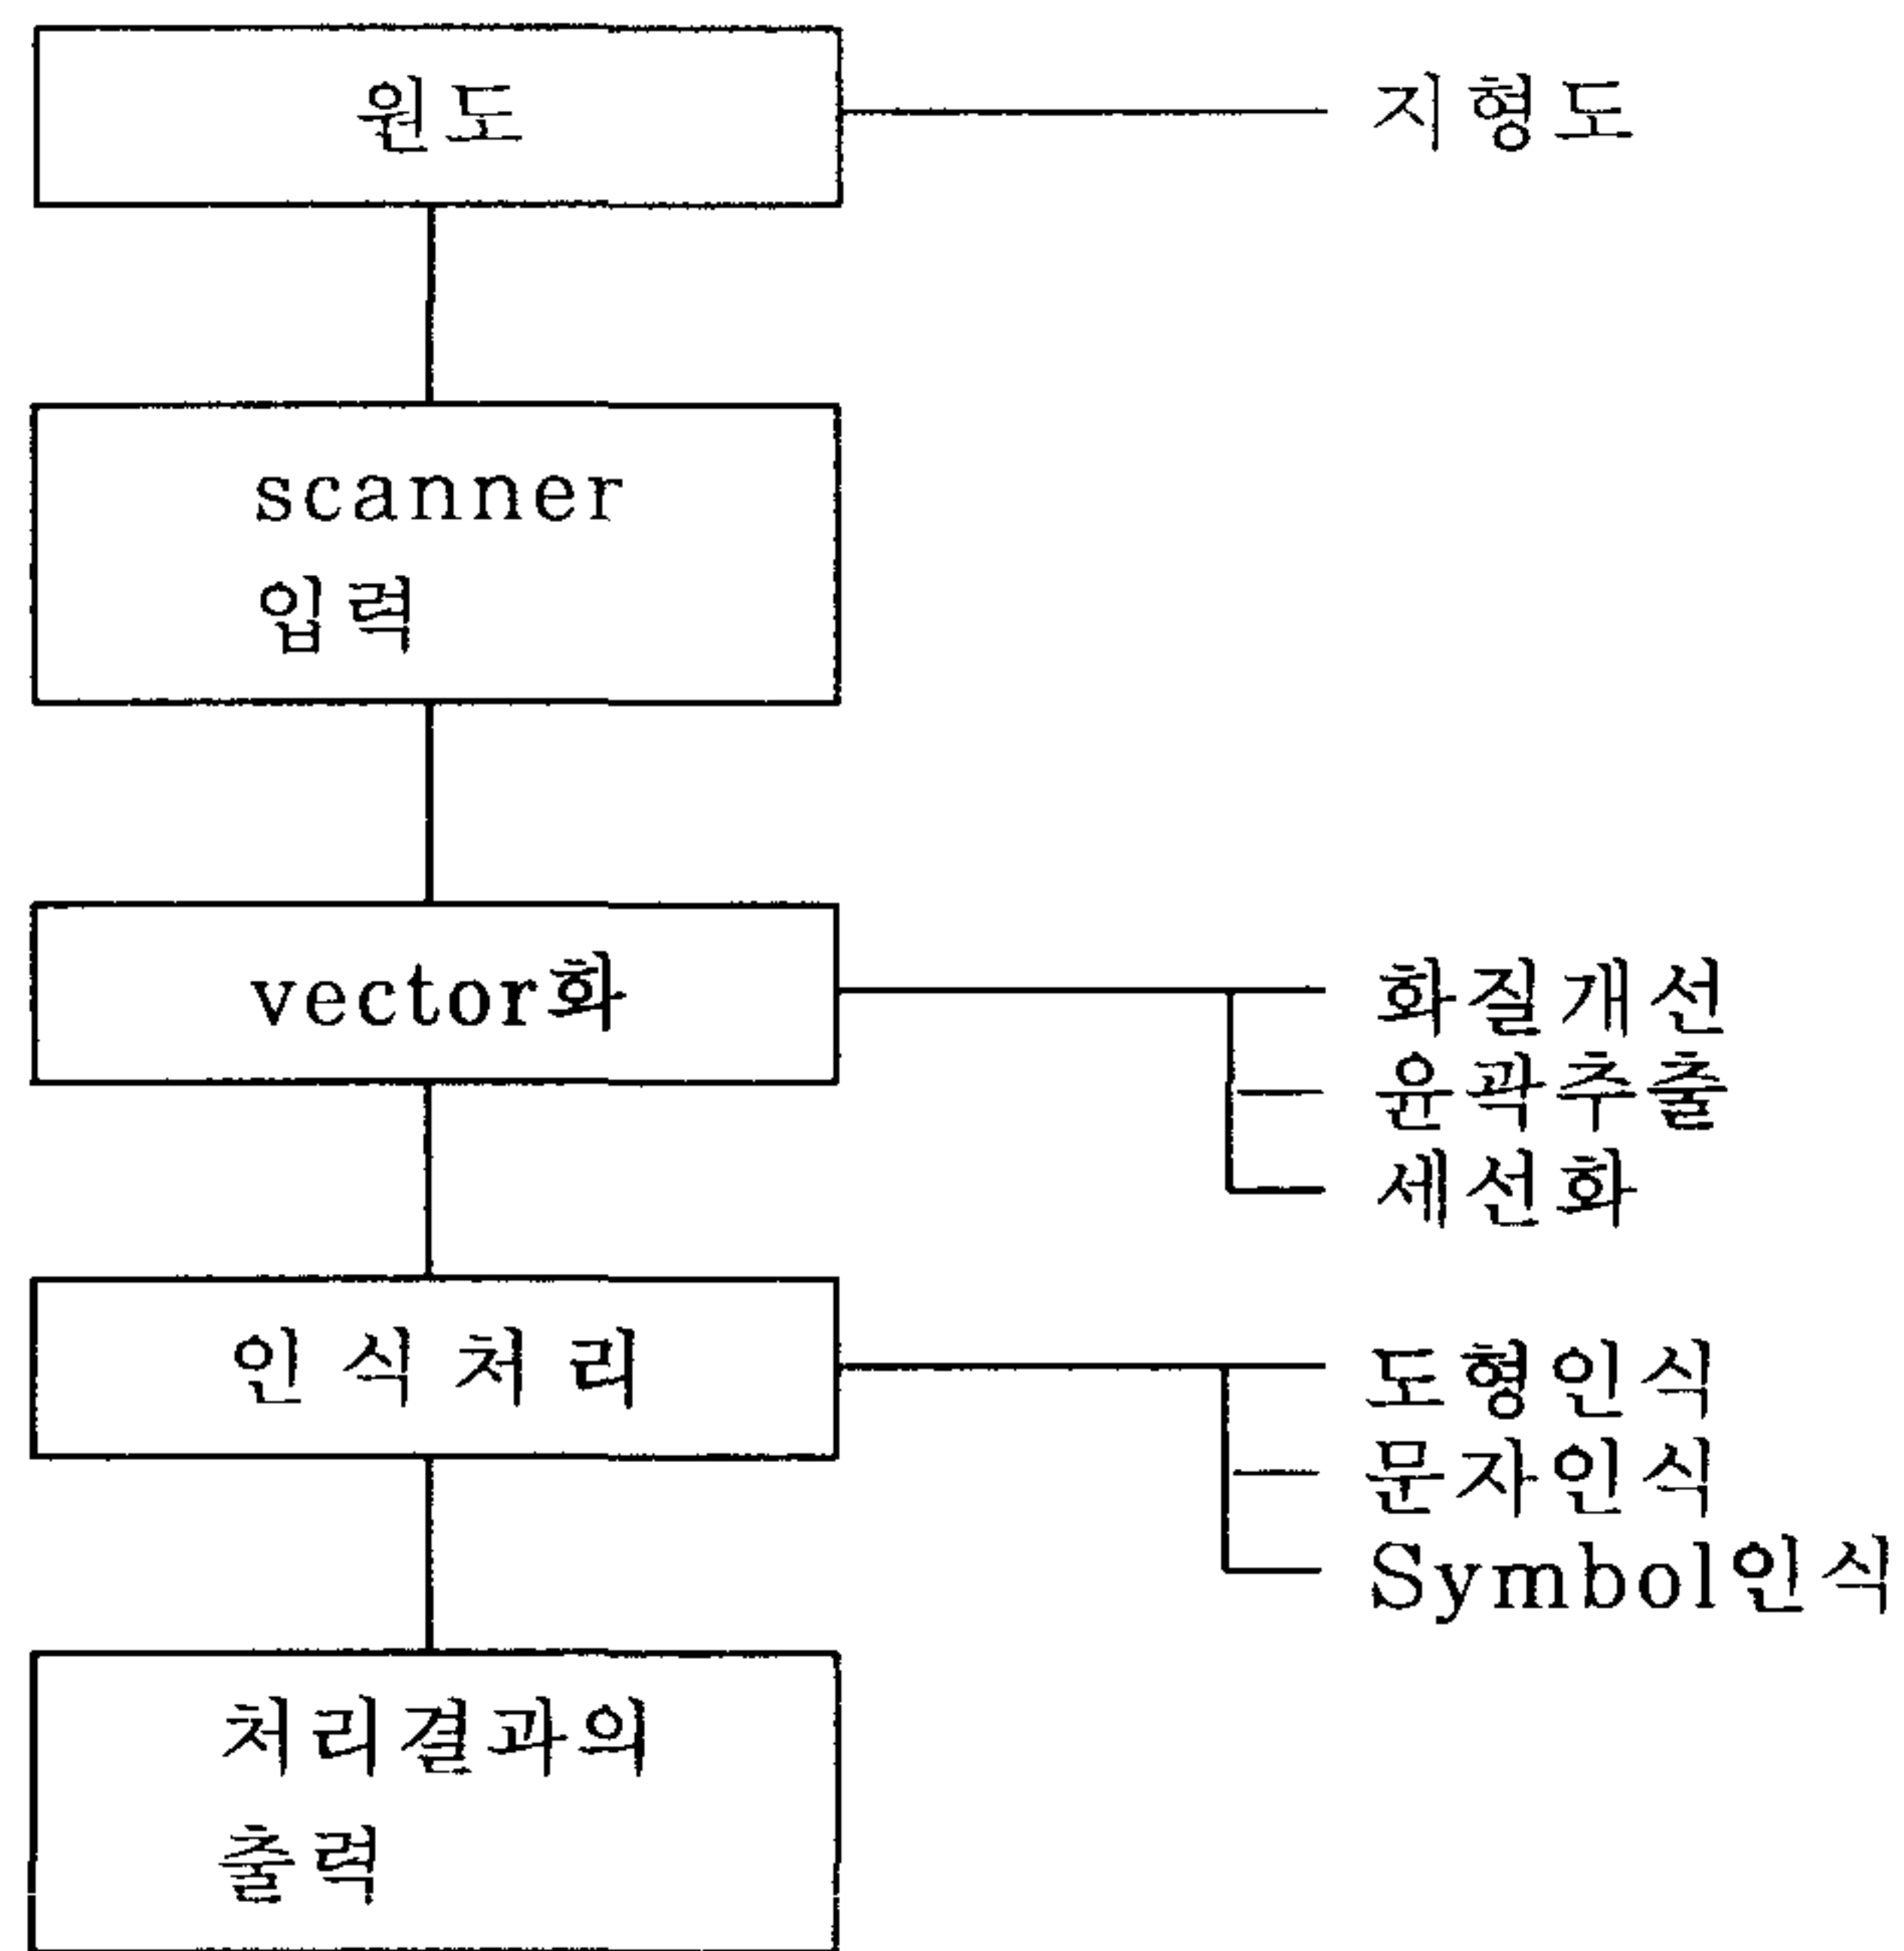 원도
지형도
scanner
입력
vector화
화질개선
윤곽추출
세선화
인식처리
도형인식
문자인식
Symbol인식
처리결과의
출력